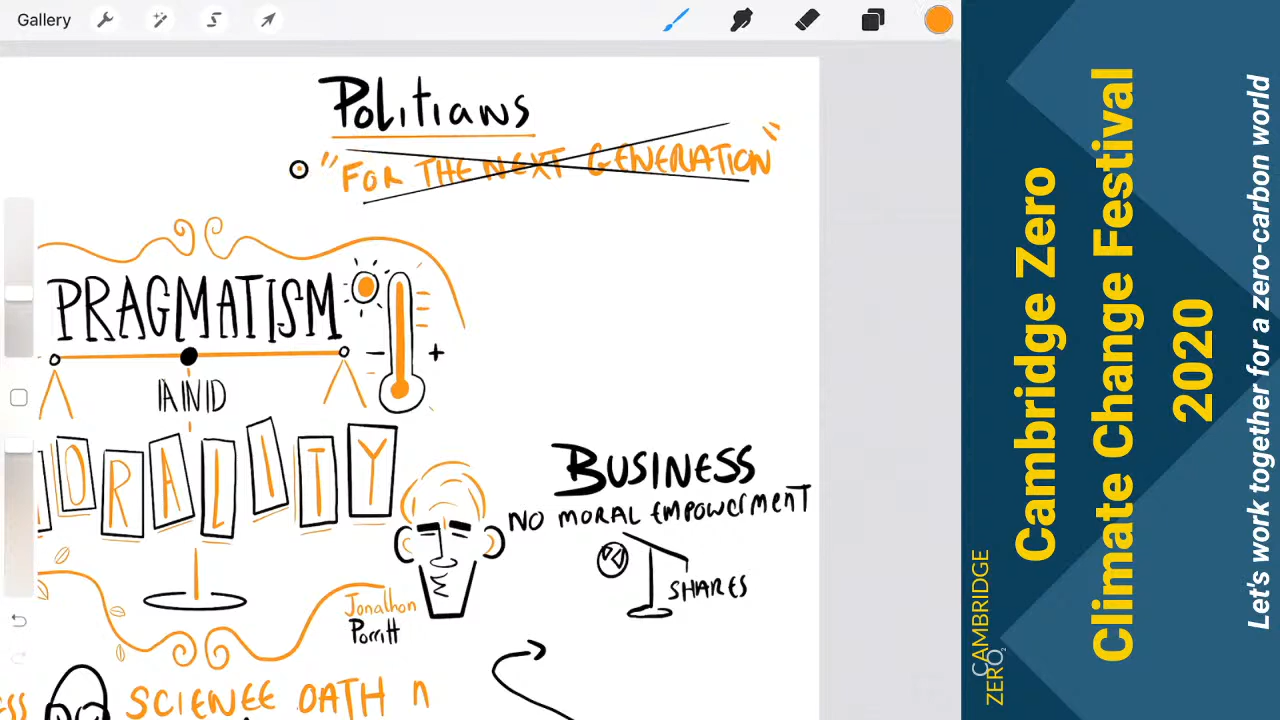 Gallery
Politians
"FOR THE NEXT GENERATION"
PRAGMATISM
AND
ORALITY
BUSINESS
NO MORAL EMPOWERMENT
SHARES
Jonathon
Porritt
SCIENCE OATH
Cambridge Zero
Climate Change Festival
2020
Let's work together for a zero-carbon world
CAMBRIDGE
ZERO